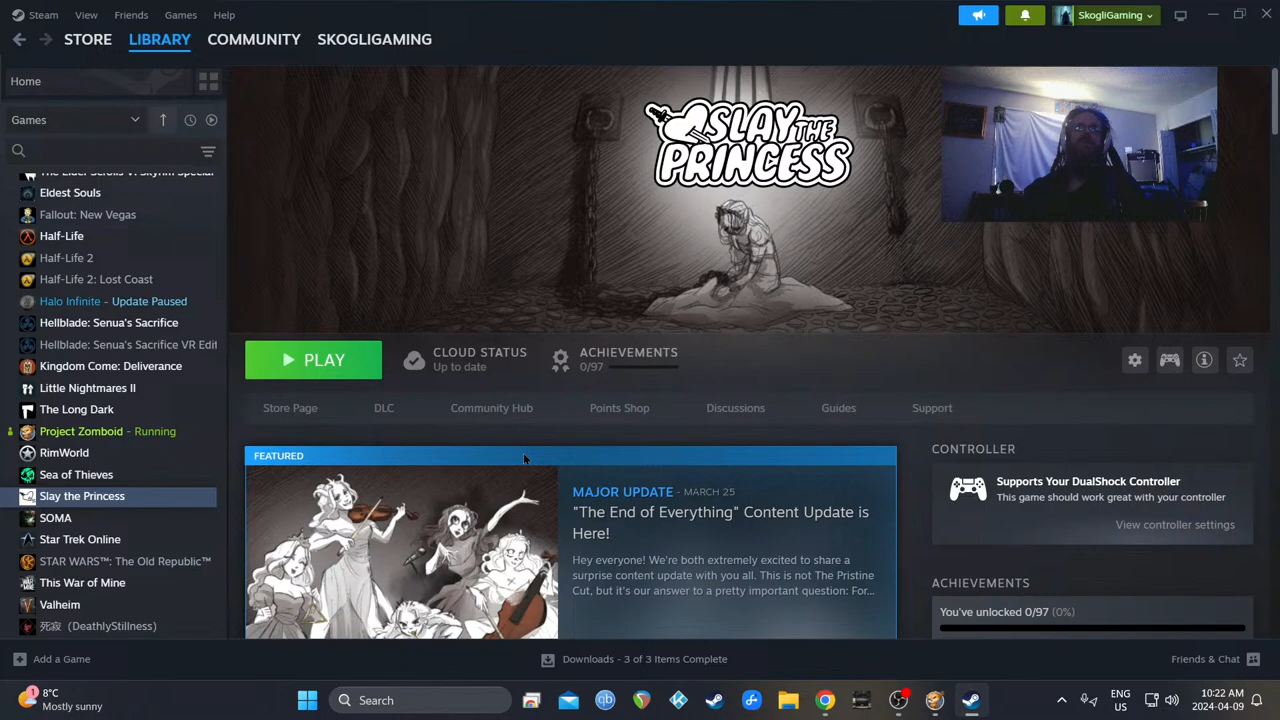 Steam View Friends Games Help SkogliGaming
STORE LIBRARY COMMUNITY SKOGLIGAMING
Home
Games
The Elder Scrolls V: Skyrim Special
Eldest Souls
Fallout: New Vegas
Half-Life
Half-Life 2
Half-Life 2: Lost Coast
Halo Infinite - Update Paused
Hellblade: Senua's Sacrifice
Hellblade: Senua's Sacrifice VR Edit
Kingdom Come: Deliverance
Little Nightmares II
The Long Dark
Project Zomboid - Running
RimWorld
Sea of Thieves
Slay the Princess
SOMA
Star Trek Online
STAR WARS™: The Old Republic™
This War of Mine
Valheim
死寂（DeathlyStillness）
SLAY THE
PRINCESS
PLAY
CLOUD STATUS
Up to date
ACHIEVEMENTS
0/97
Store Page DLC Community Hub Points Shop Discussions Guides Support
FEATURED
MAJOR UPDATE - MARCH 25
"The End of Everything" Content Update is
Here!
Hey everyone! We're both extremely excited to share a
surprise content update with you all. This is not The Pristine
Cut, but it's our answer to a pretty important question: For...
CONTROLLER
Supports Your DualShock Controller
This game should work great with your controller
View controller settings
ACHIEVEMENTS
You've unlocked 0/97 (0%)
Add a Game
Downloads - 3 of 3 Items Complete
Friends & Chat
1
8°C
Mostly sunny
Search
qb
ENG
US
10:22 AM
2024-04-09